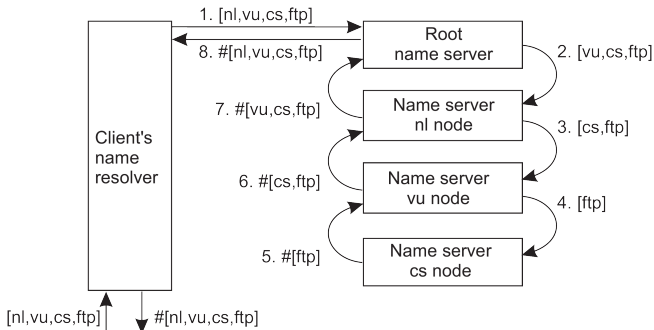 1. [nl,vu,cs,ftp]
8. #[nl,vu,cs,ftp]
Root
name server
2. [vu,cs,ftp]
7. #[vu,cs,ftp]
Name server
nl node
3. [cs,ftp]
Client's
name
resolver
6. #[cs,ftp]
Name server
vu node
4. [ftp]
5. #[ftp]
Name server
cs node
[nl,vu,cs,ftp]
#[nl,vu,cs,ftp]